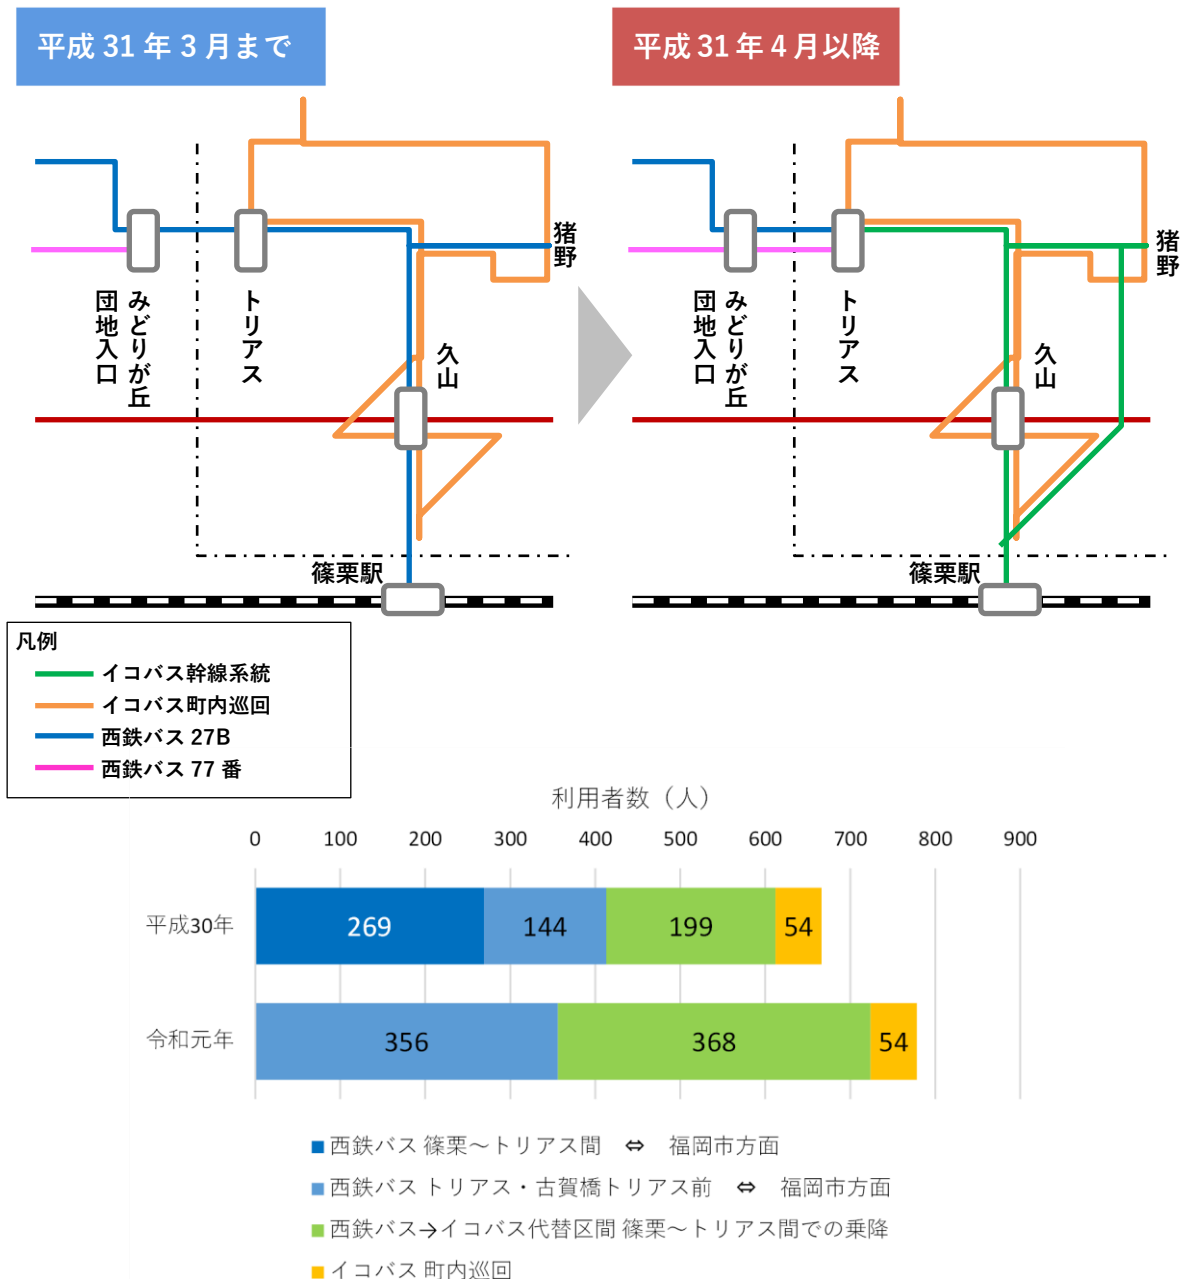 平成 31 年 3 月まで
平成 31 年 4 月以降
猪野
みどりが丘
団地入口
トリアス
久山
篠栗駅
猪野
みどりが丘
団地入口
トリアス
久山
篠栗駅
凡例
イコバス幹線系統
イコバス町内巡回
西鉄バス 27B
西鉄バス 77 番
利用者数（人）
0 100 200 300 400 500 600 700 800 900
平成30年 269 144 199 54
令和元年 356 368 54
西鉄バス 篠栗～トリアス間 ⇔ 福岡市方面
西鉄バス トリアス・古賀橋トリアス前 ⇔ 福岡市方面
西鉄バス→イコバス代替区間 篠栗～トリアス間での乗降
イコバス 町内巡回